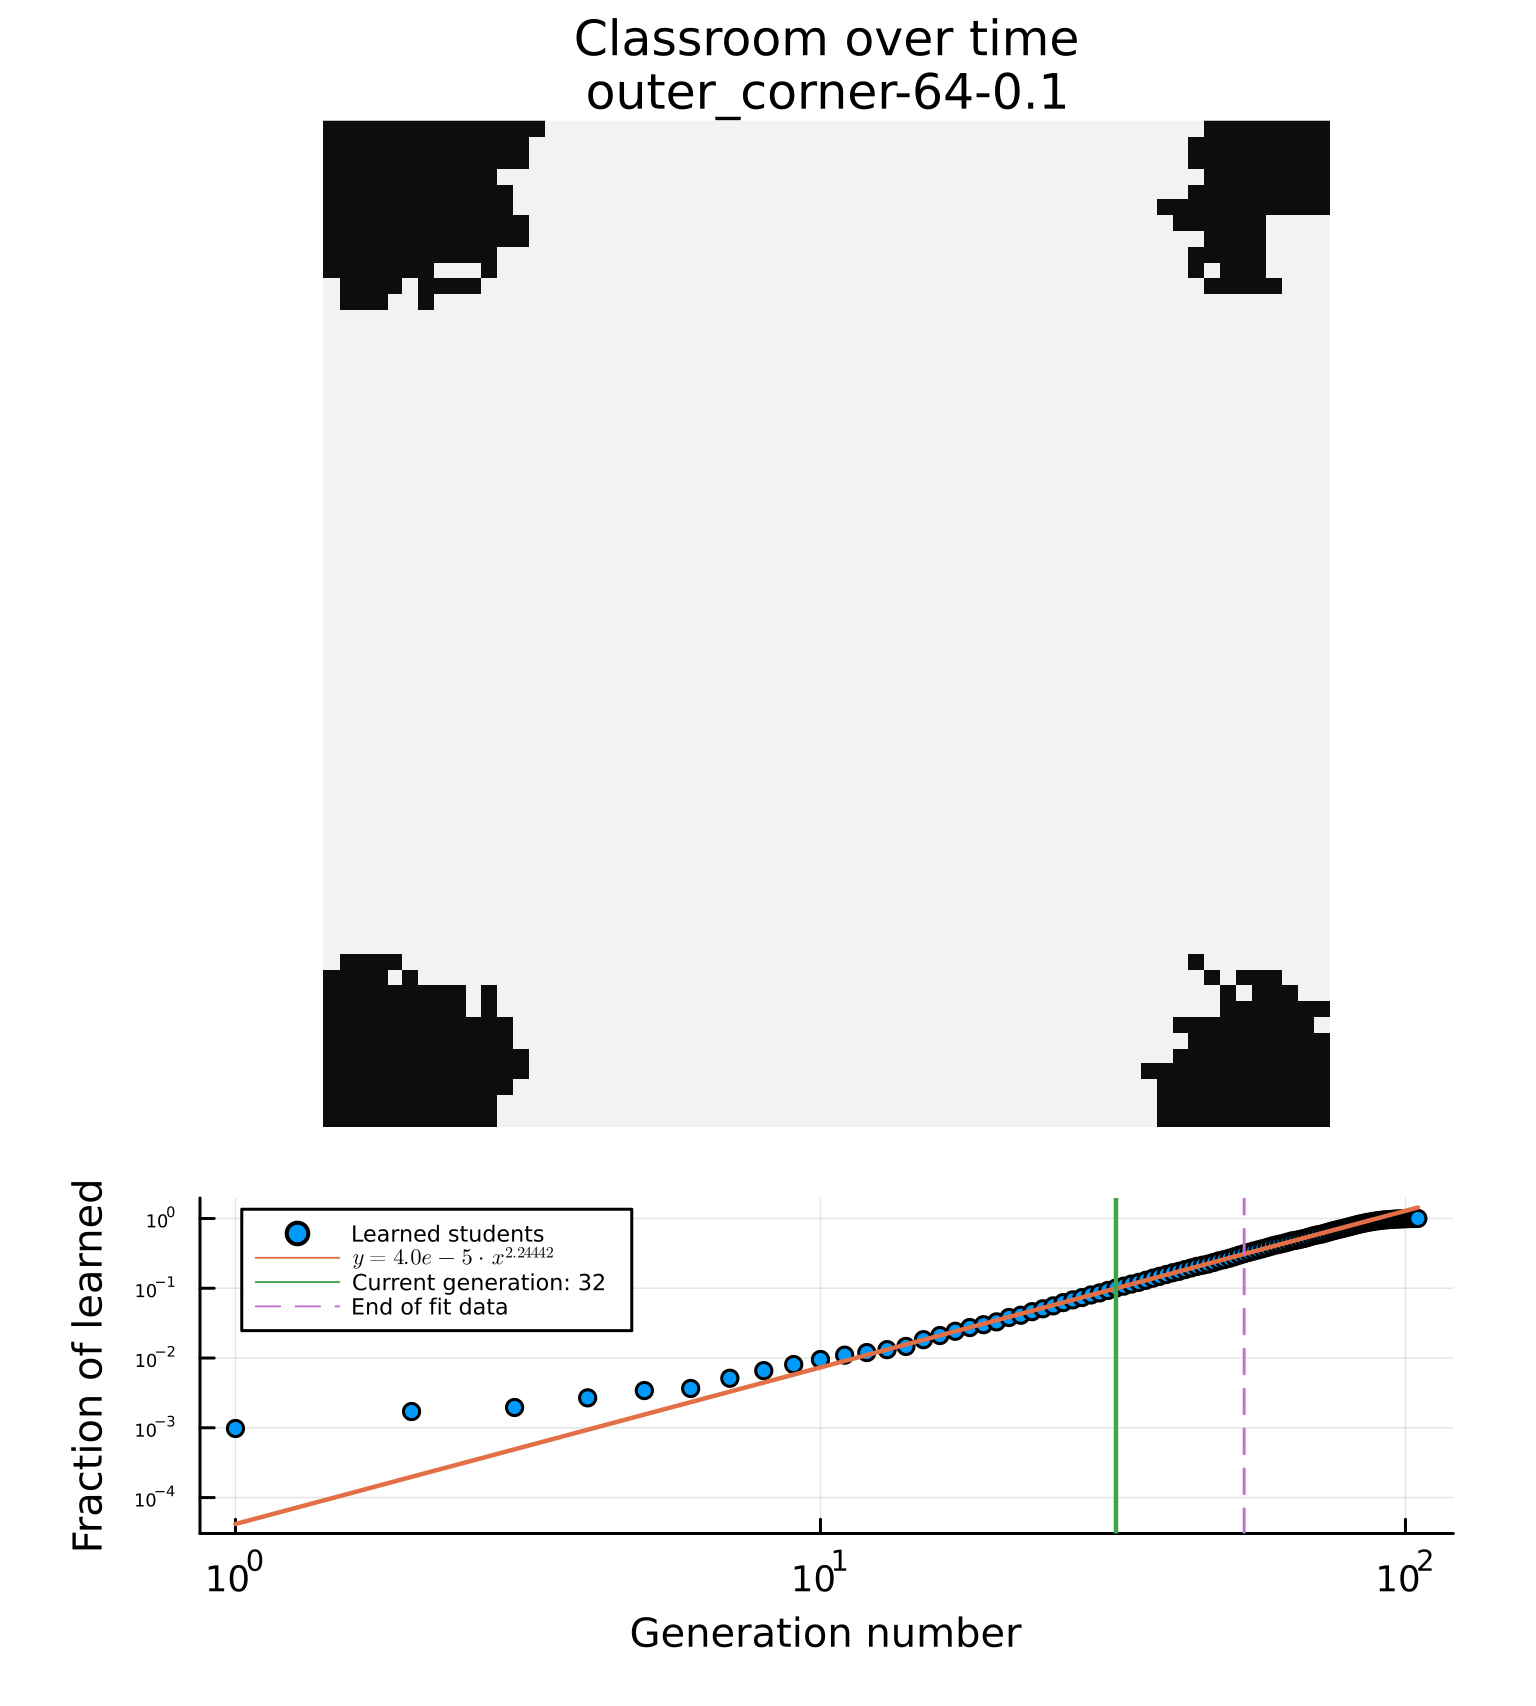 Classroom over time
outer_corner-64-0.1
Fraction of learned
10^0
10^-1
10^-2
10^-3
10^-4
Learned students
y = 4.0e − 5 · x^2.24442
Current generation: 32
End of fit data
10^0 10^1 10^2
Generation number